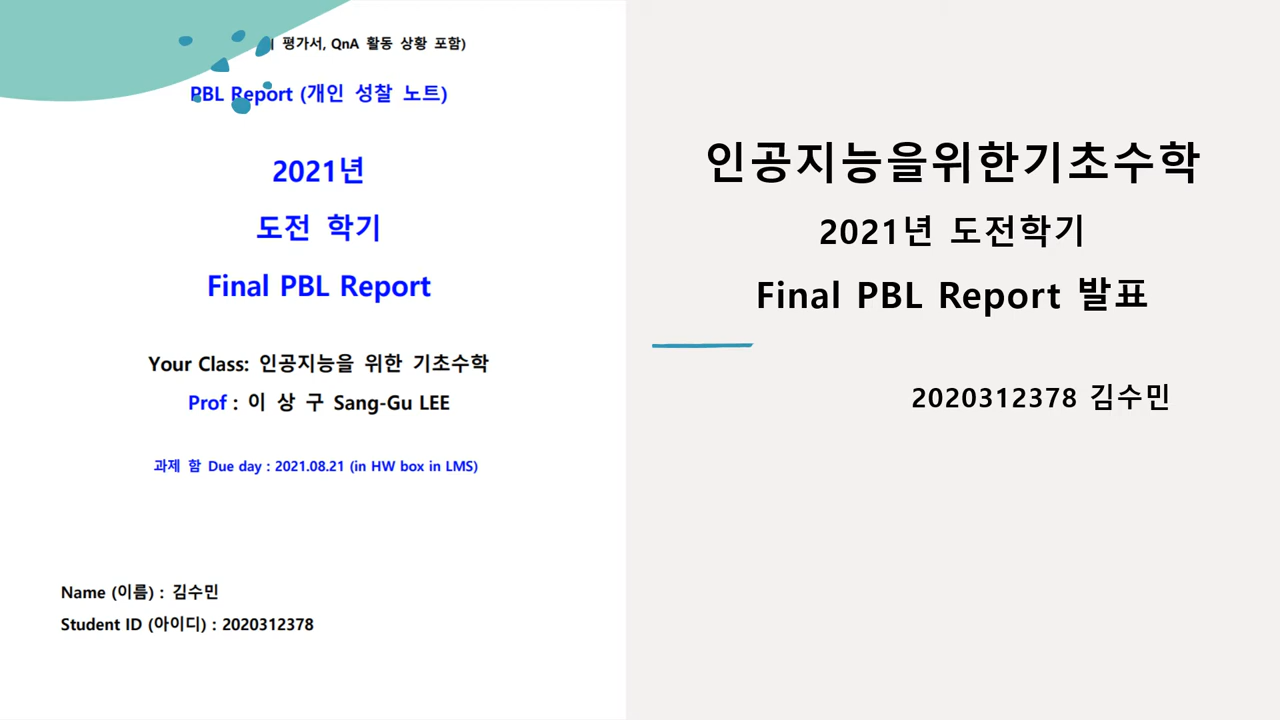 평가서, QnA 활동 상황 포함)
PBL Report (개인 성찰 노트)
2021년
도전 학기
Final PBL Report
Your Class: 인공지능을 위한 기초수학
Prof : 이 상 구 Sang-Gu LEE
과제 함 Due day : 2021.08.21 (in HW box in LMS)
Name (이름) : 김수민
Student ID (아이디) : 2020312378
인공지능을위한기초수학
2021년 도전학기
Final PBL Report 발표
2020312378 김수민